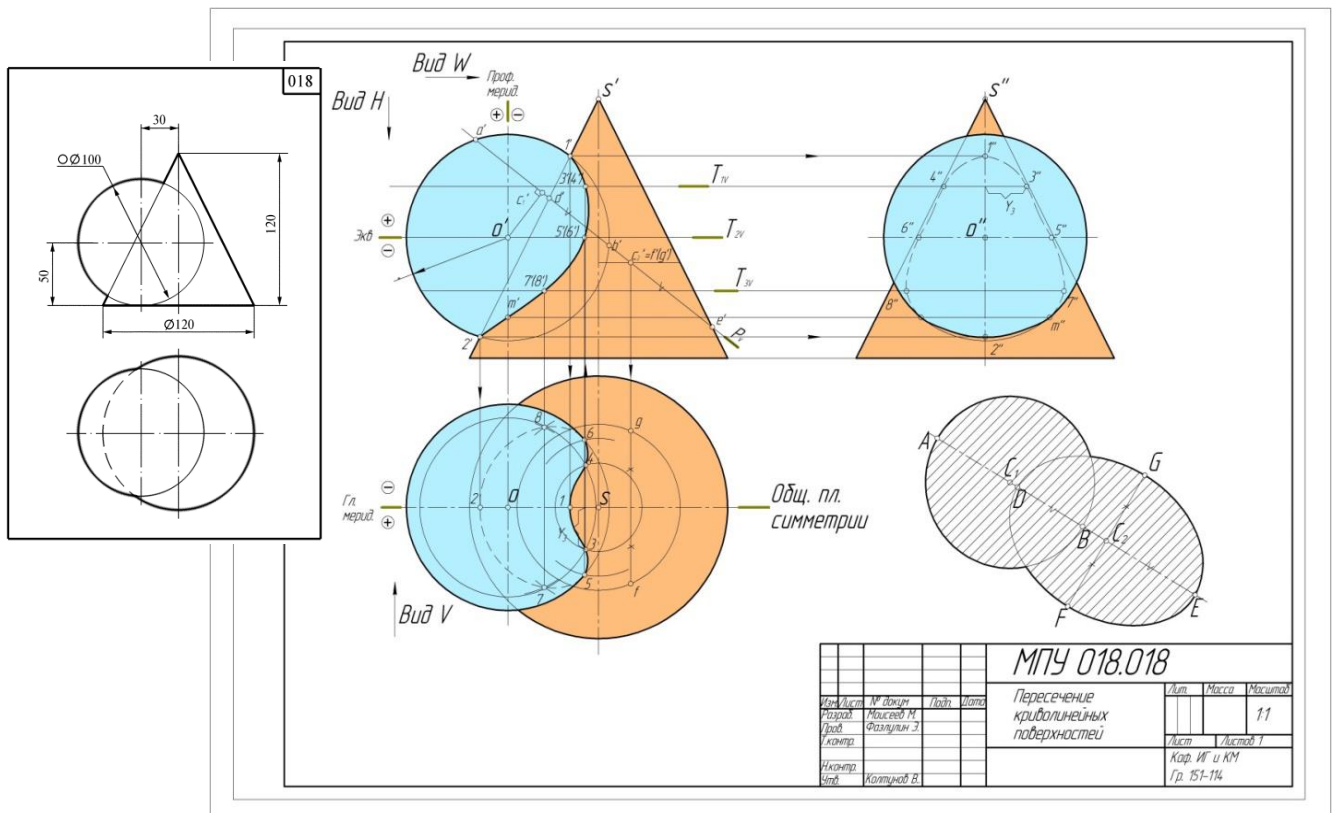 018
30
○Ø100
120
50
Ø120
Вид W
Вид H
Проф.
мерид.
⊕ ⊖
s'
s"
a'
1'
1"
3'(4')
T1V
4"
3"
Y3
c1'
d'
Экв
⊕
⊖
o'
5'(6')
T2V
6"
o"
5"
b'
c2'=f'(g')
7'(8')
T3V
8"
7"
m'
m"
e'
Pv
2'
2"
8
6
g
4
Гл.
мерид.
⊖
⊕
2
o
1
s
Общ. пл.
симметрии
Y3
3
5
7
f
Вид V
A
C1
D
G
B
C2
F
E
МПУ 018.018
Пересечение
криволинейных
поверхностей
Лит.
Масса
Масштаб
1:1
Лист
Листов 1
Каф. ИГ и КМ
Гр. 151-114
Изм
Лист
№ докум
Подп.
Дата
Разраб.
Моисеев М.
Пров.
Фазлулин Э.
Т.контр.
Н.контр.
Утв.
Колтунов В.